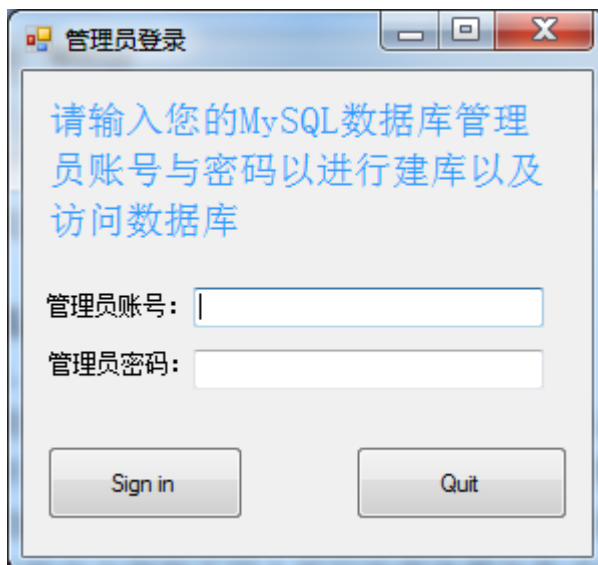 管理员登录
请输入您的MySQL数据库管理
员账号与密码以进行建库以及
访问数据库
管理员账号：
管理员密码：
Sign in
Quit